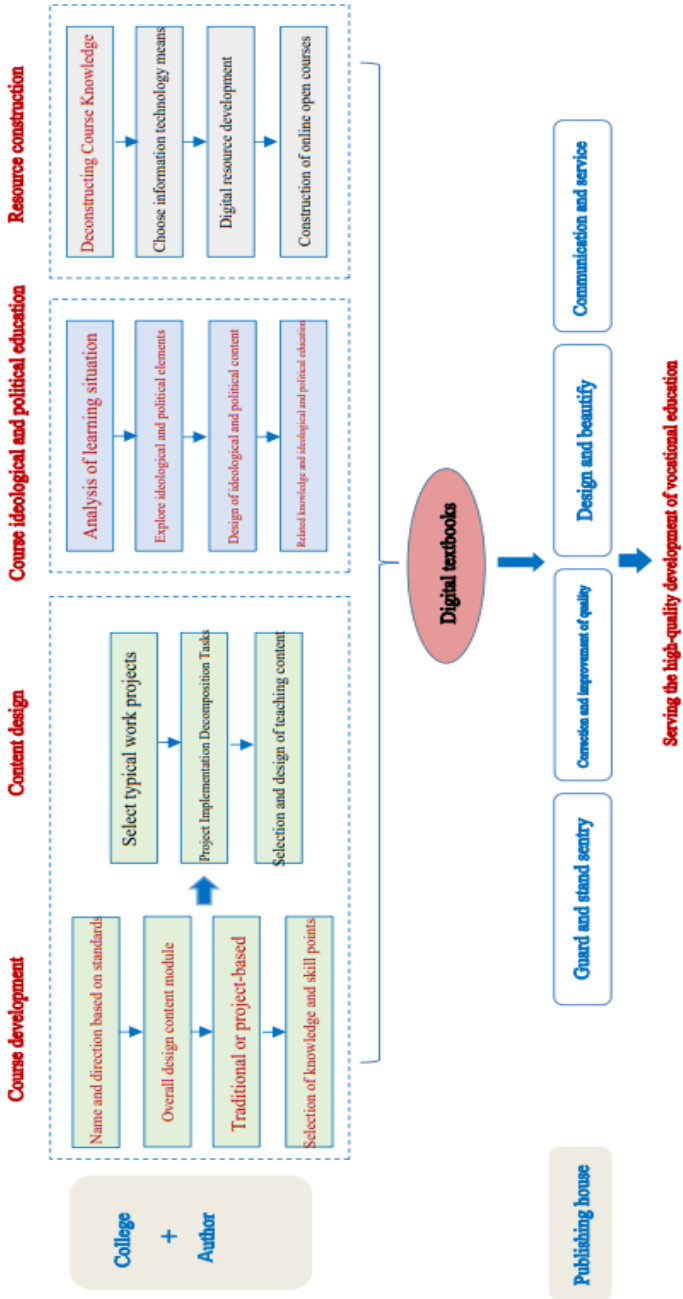 Course development
Content design
Course ideological and political education
Resource construction
College
+
Author
Name and direction based on standards
Overall design content module
Traditional or project-based
Selection of knowledge and skill points
Select typical work projects
Project Implementation Decomposition Tasks
Selection and design of teaching content
Analysis of learning situation
Explore ideological and political elements
Design of ideological and political content
Related knowledge and ideological and political education
Deconstructing Course Knowledge
Choose information technology means
Digital resource development
Construction of online open courses
Digital textbooks
Publishing house
Guard and stand sentry
Correction and improvement of quality
Design and beautify
Communication and service
Serving the high-quality development of vocational education